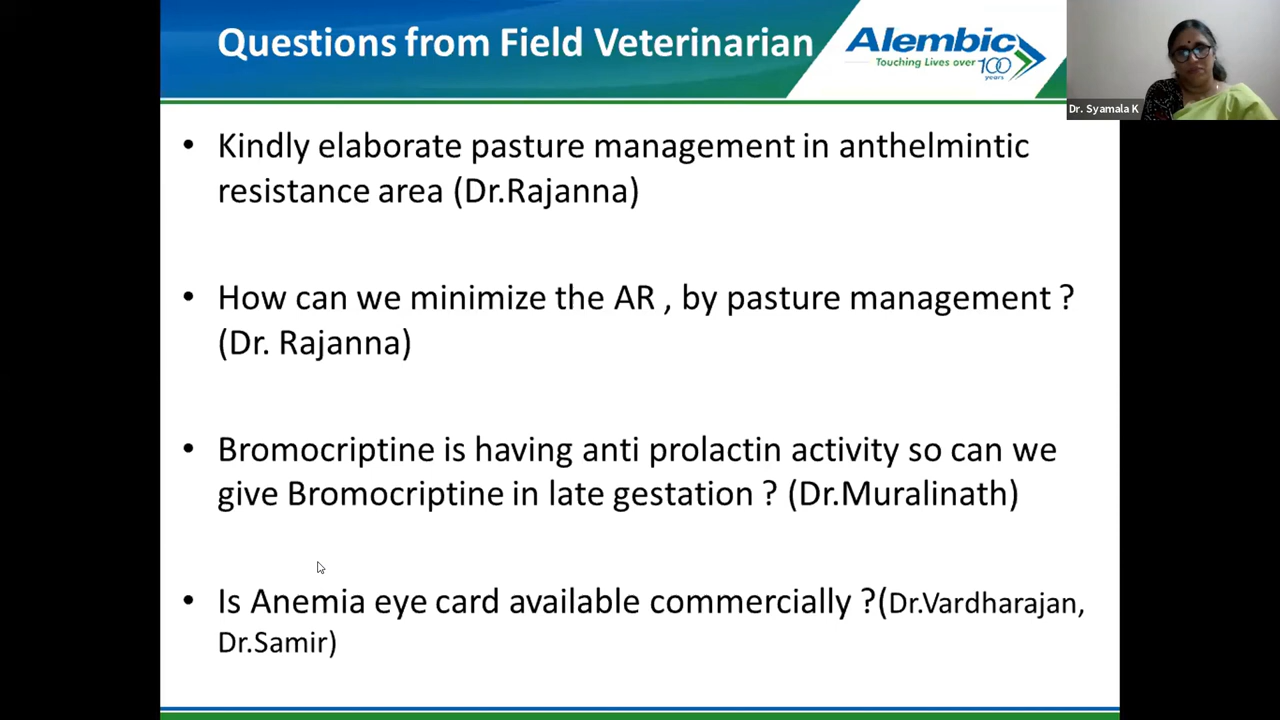 Questions from Field Veterinarian
Alembic
Touching Lives over 100 years
Dr. Syamala K
• Kindly elaborate pasture management in anthelmintic
resistance area (Dr.Rajanna)
• How can we minimize the AR , by pasture management ?
(Dr. Rajanna)
• Bromocriptine is having anti prolactin activity so can we
give Bromocriptine in late gestation ? (Dr.Muralinath)
• Is Anemia eye card available commercially ?(Dr.Vardharajan,
Dr.Samir)